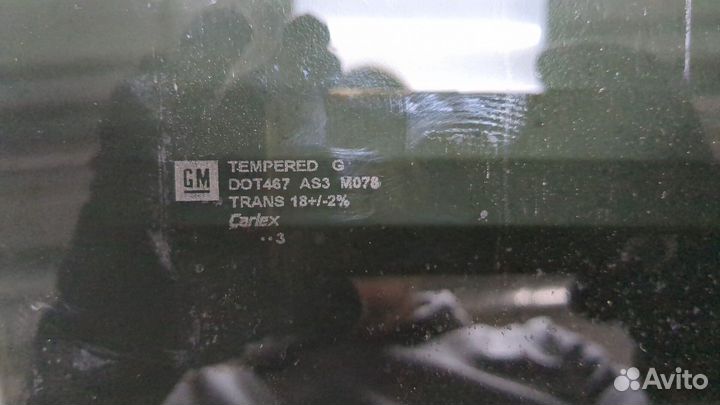 GM
TEMPERED G
DOT467 AS3 M078
TRANS 18+/-2%
Carlex
··3
Avito